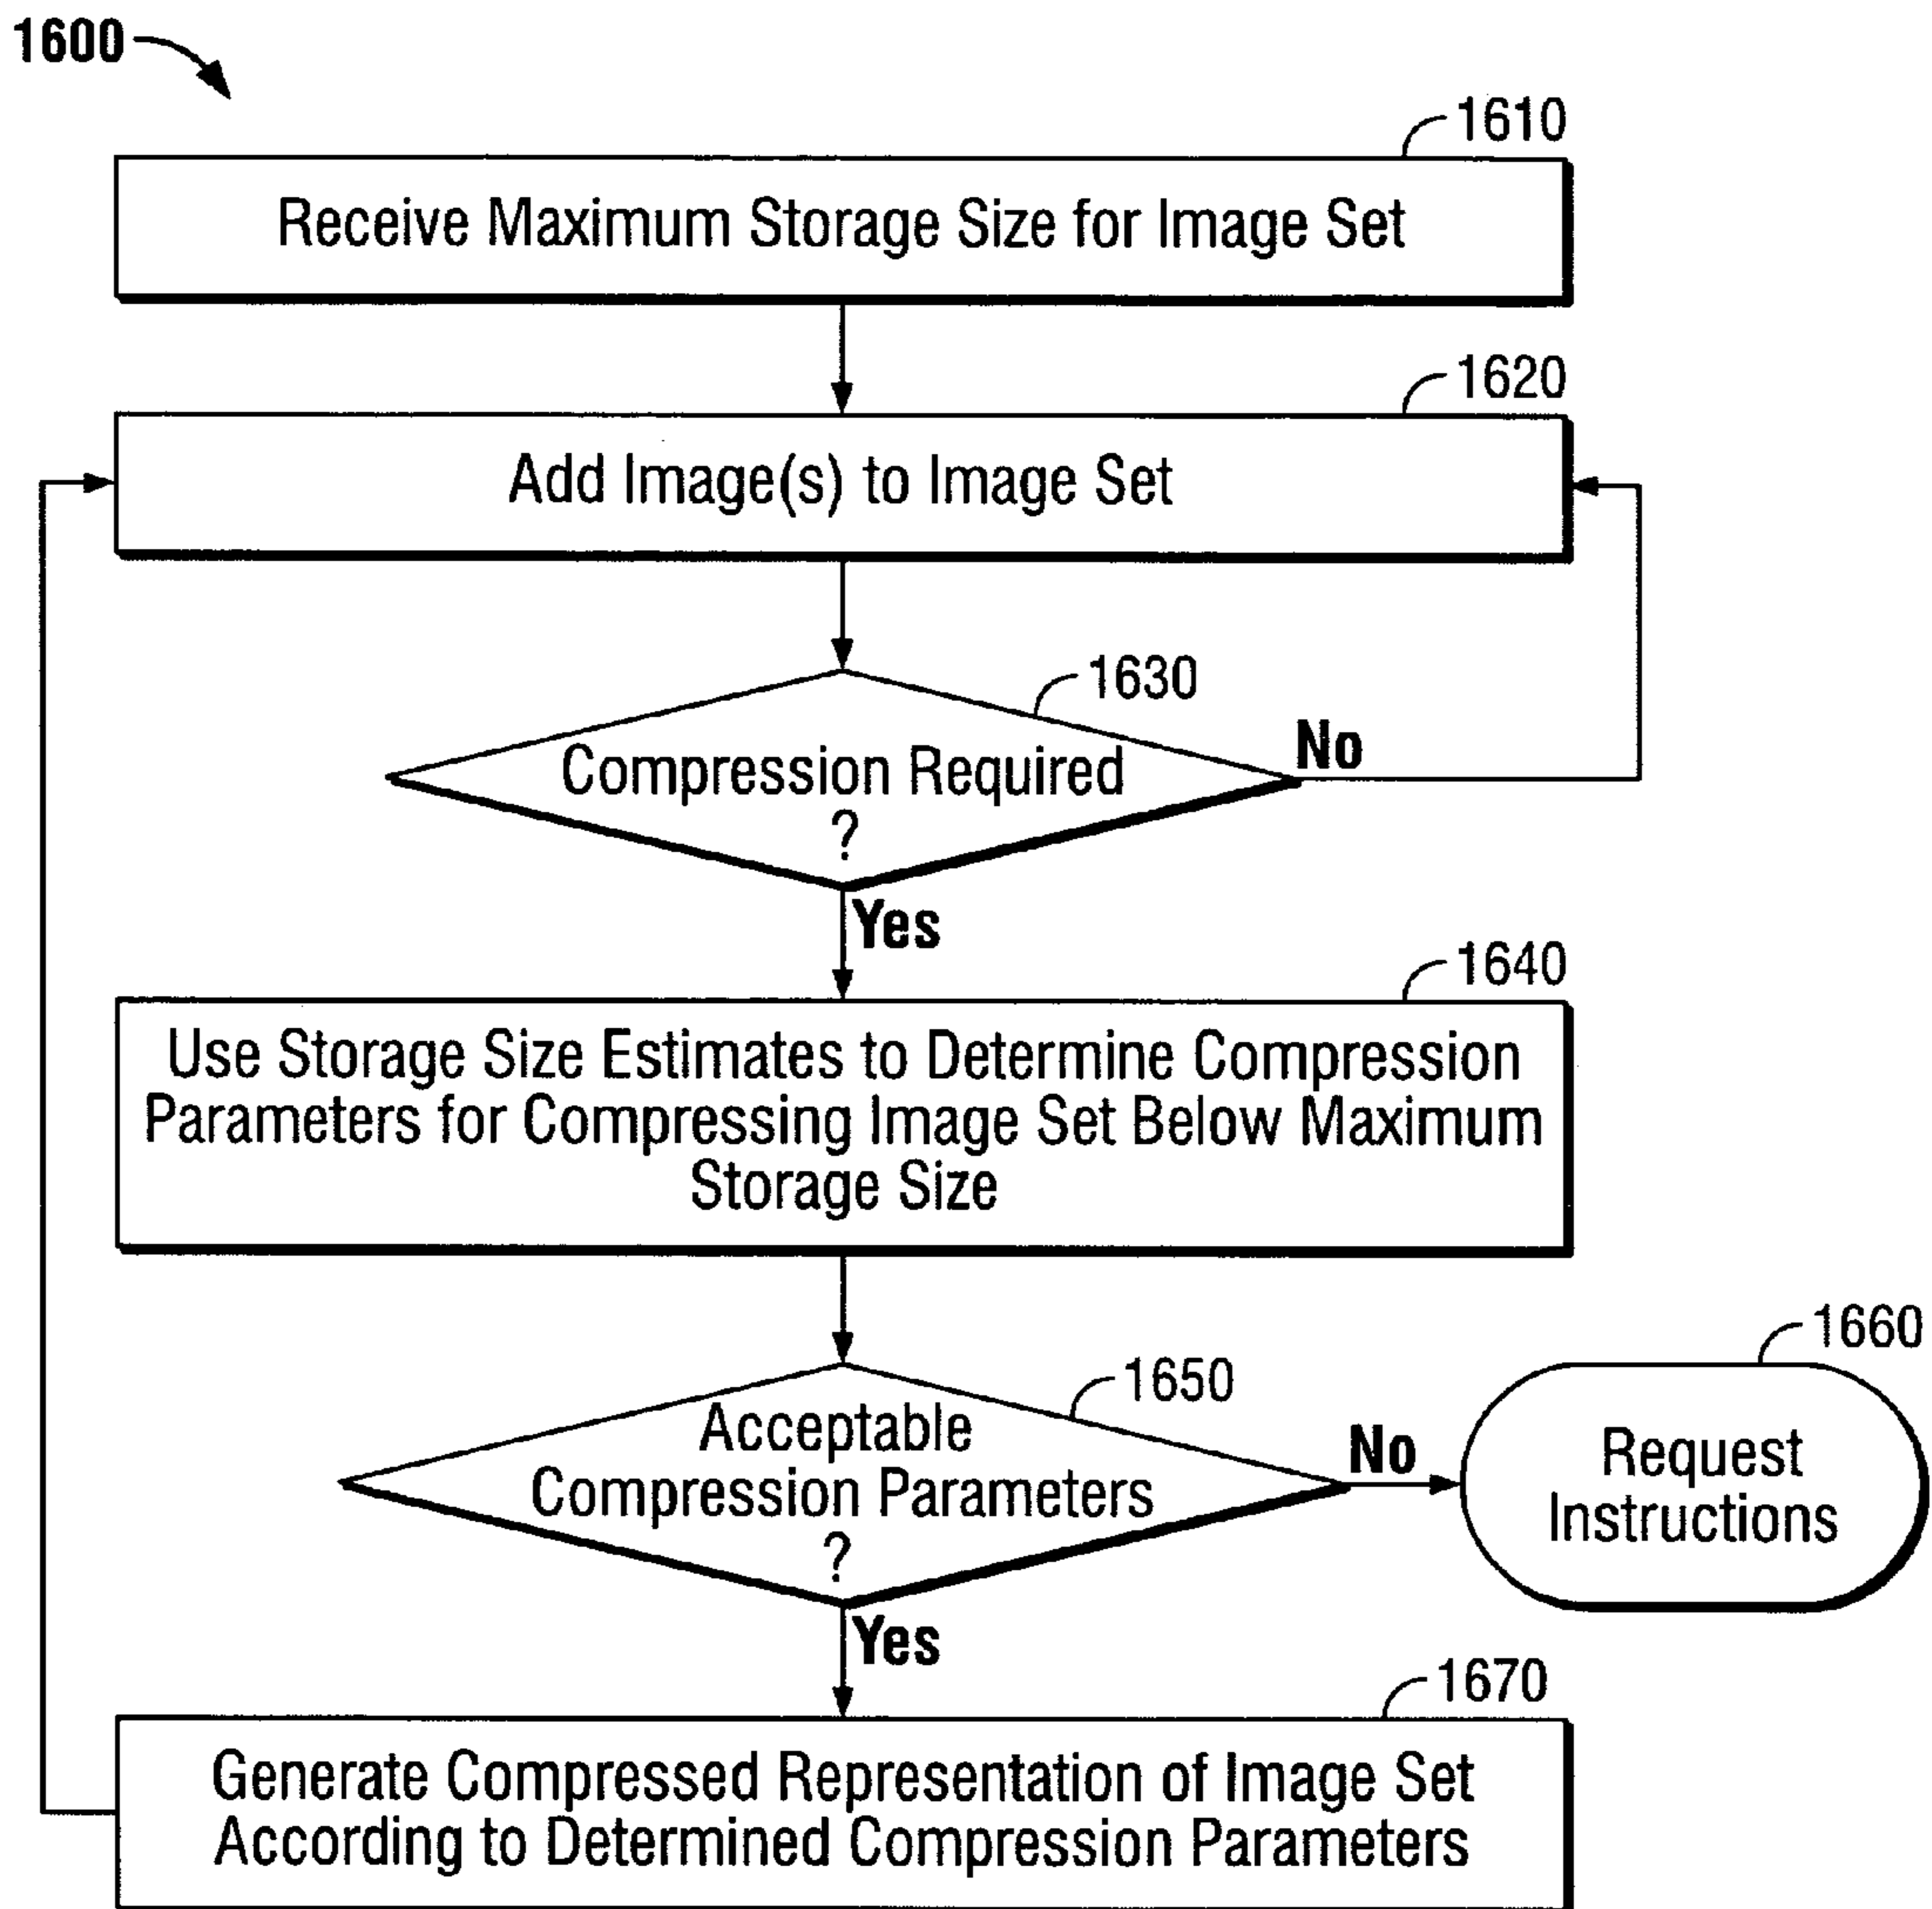 1600
1610
Receive Maximum Storage Size for Image Set
1620
Add Image(s) to Image Set
1630
Compression Required
?
No
Yes
1640
Use Storage Size Estimates to Determine Compression
Parameters for Compressing Image Set Below Maximum
Storage Size
1650
Acceptable
Compression Parameters
?
No
1660
Request
Instructions
Yes
1670
Generate Compressed Representation of Image Set
According to Determined Compression Parameters